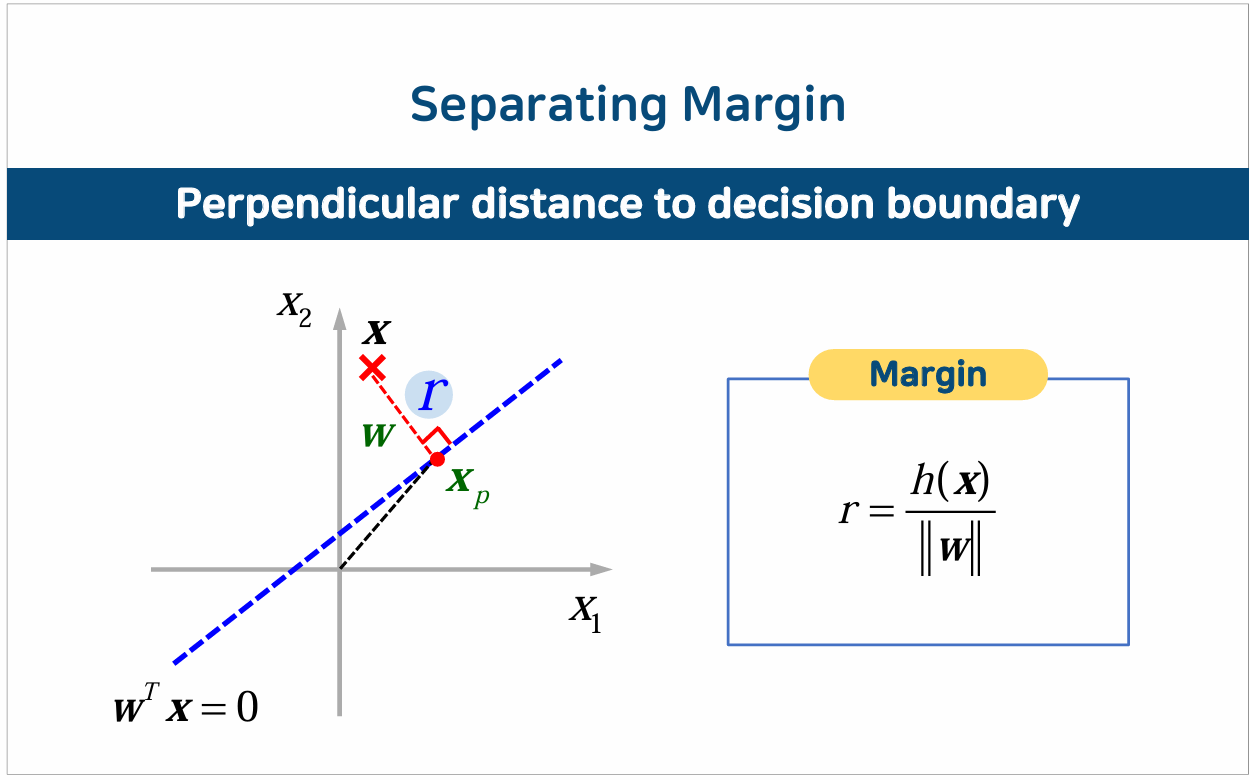 Separating Margin
Perpendicular distance to decision boundary
x₂
x
r
w
xₚ
x₁
wᵀ x = 0
Margin
r = h(x) / ‖w‖